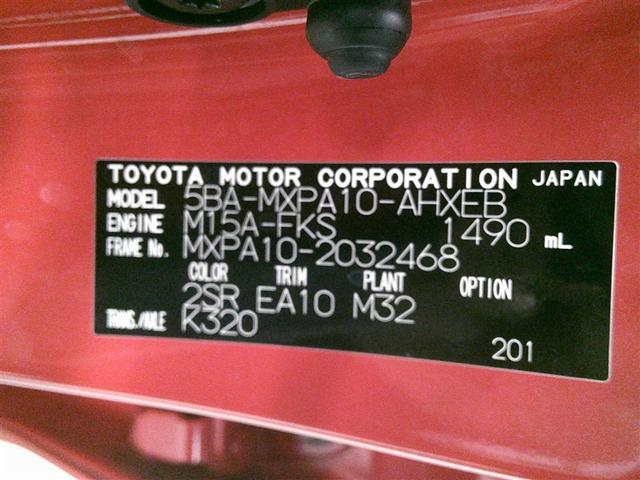 TOYOTA MOTOR CORPORATION JAPAN
MODEL 5BA-MXPA10-AHXEB
ENGINE M15A-FKS 1490 mL
FRAME No. MXPA10-2032468
COLOR TRIM PLANT OPTION
2SR EA10 M32
TRANS./AXLE K320
201